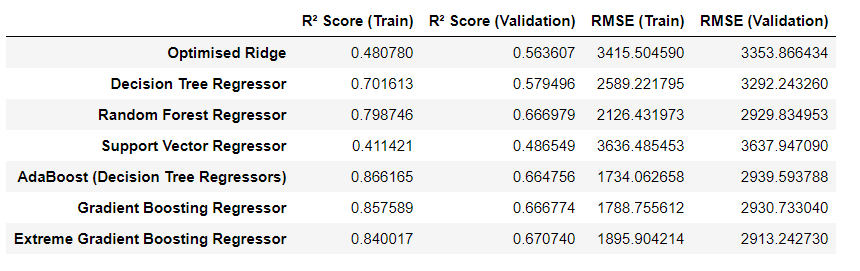 R² Score (Train) R² Score (Validation) RMSE (Train) RMSE (Validation)
Optimised Ridge 0.480780 0.563607 3415.504590 3353.866434
Decision Tree Regressor 0.701613 0.579496 2589.221795 3292.243260
Random Forest Regressor 0.798746 0.666979 2126.431973 2929.834953
Support Vector Regressor 0.411421 0.486549 3636.485453 3637.947090
AdaBoost (Decision Tree Regressors) 0.866165 0.664756 1734.062658 2939.593788
Gradient Boosting Regressor 0.857589 0.666774 1788.755612 2930.733040
Extreme Gradient Boosting Regressor 0.840017 0.670740 1895.904214 2913.242730